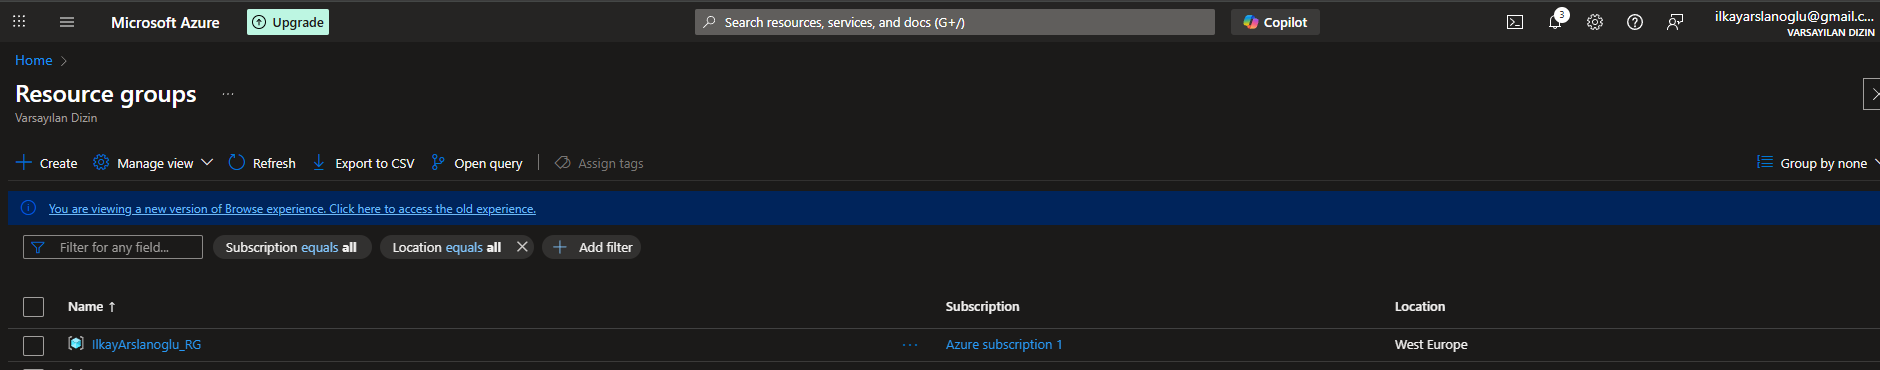 Microsoft Azure Upgrade Search resources, services, and docs (G+/) Copilot 3 ilkayarslanoglu@gmail.c...
VARSAYILAN DIZIN
Home >
Resource groups ...
Varsayılan Dizin
Create Manage view Refresh Export to CSV Open query Assign tags Group by none
You are viewing a new version of Browse experience. Click here to access the old experience.
Filter for any field... Subscription equals all Location equals all Add filter
Name ↑ Subscription Location
IlkayArslanoglu_RG ... Azure subscription 1 West Europe